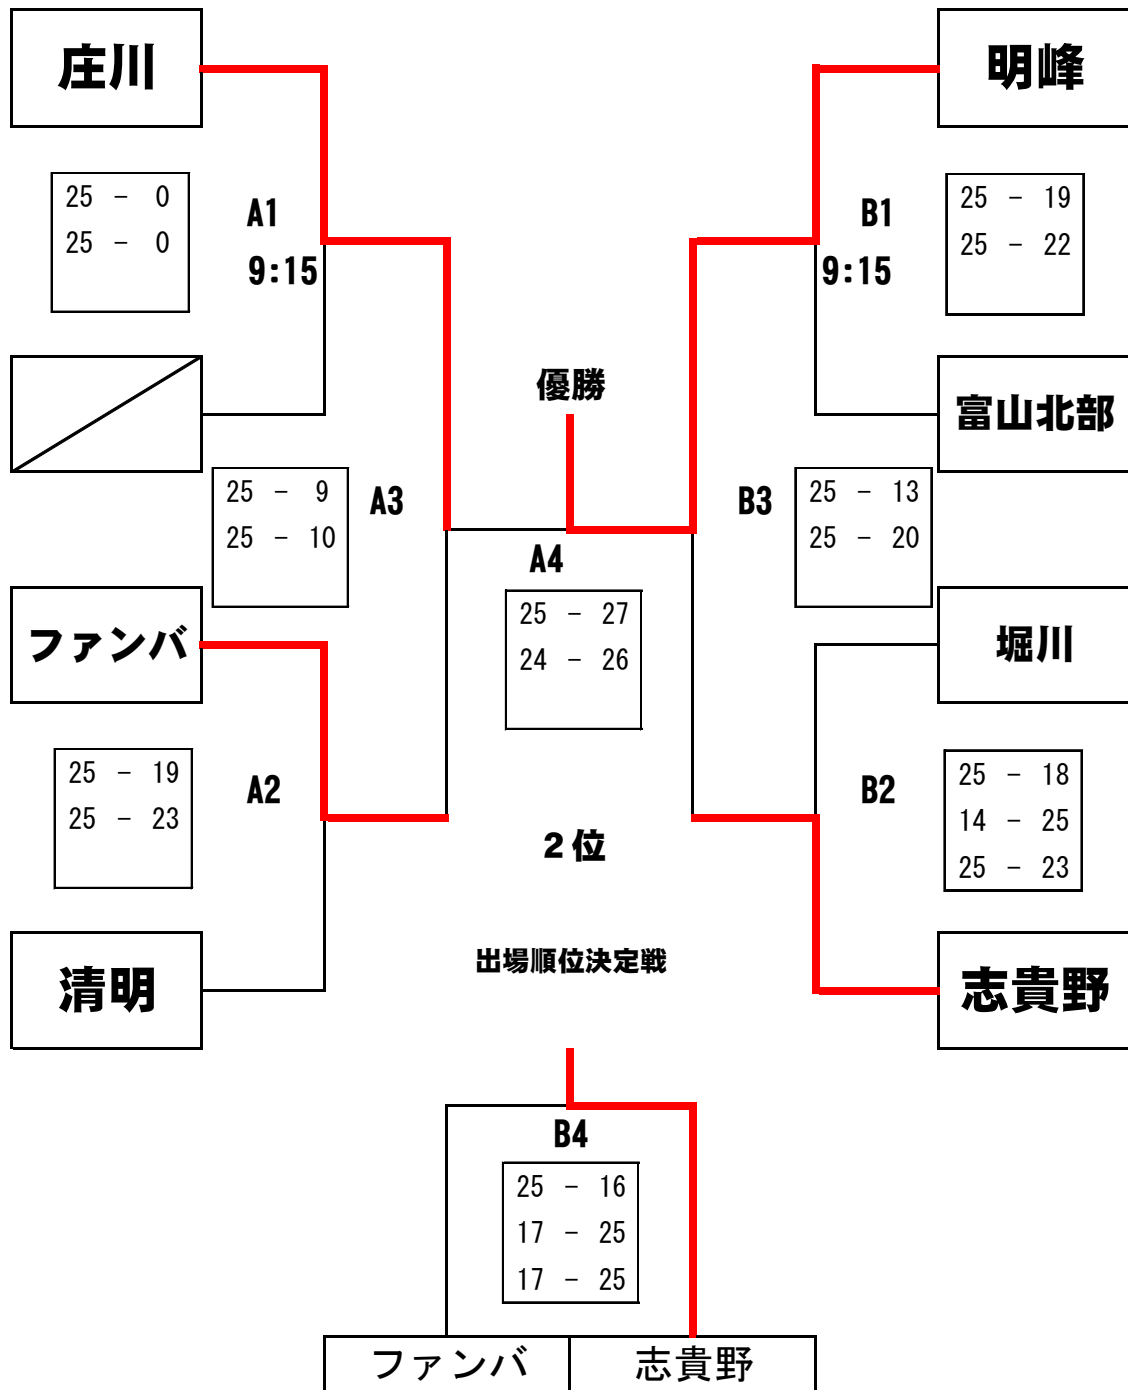 庄川
明峰
25 － 0
25 － 0
A1
9:15
B1
9:15
25 － 19
25 － 22
優勝
富山北部
25 － 9
25 － 10
A3
B3
25 － 13
25 － 20
A4
25 － 27
24 － 26
ファンバ
堀川
25 － 19
25 － 23
A2
B2
25 － 18
14 － 25
25 － 23
２位
出場順位決定戦
清明
志貴野
B4
25 － 16
17 － 25
17 － 25
ファンバ
志貴野